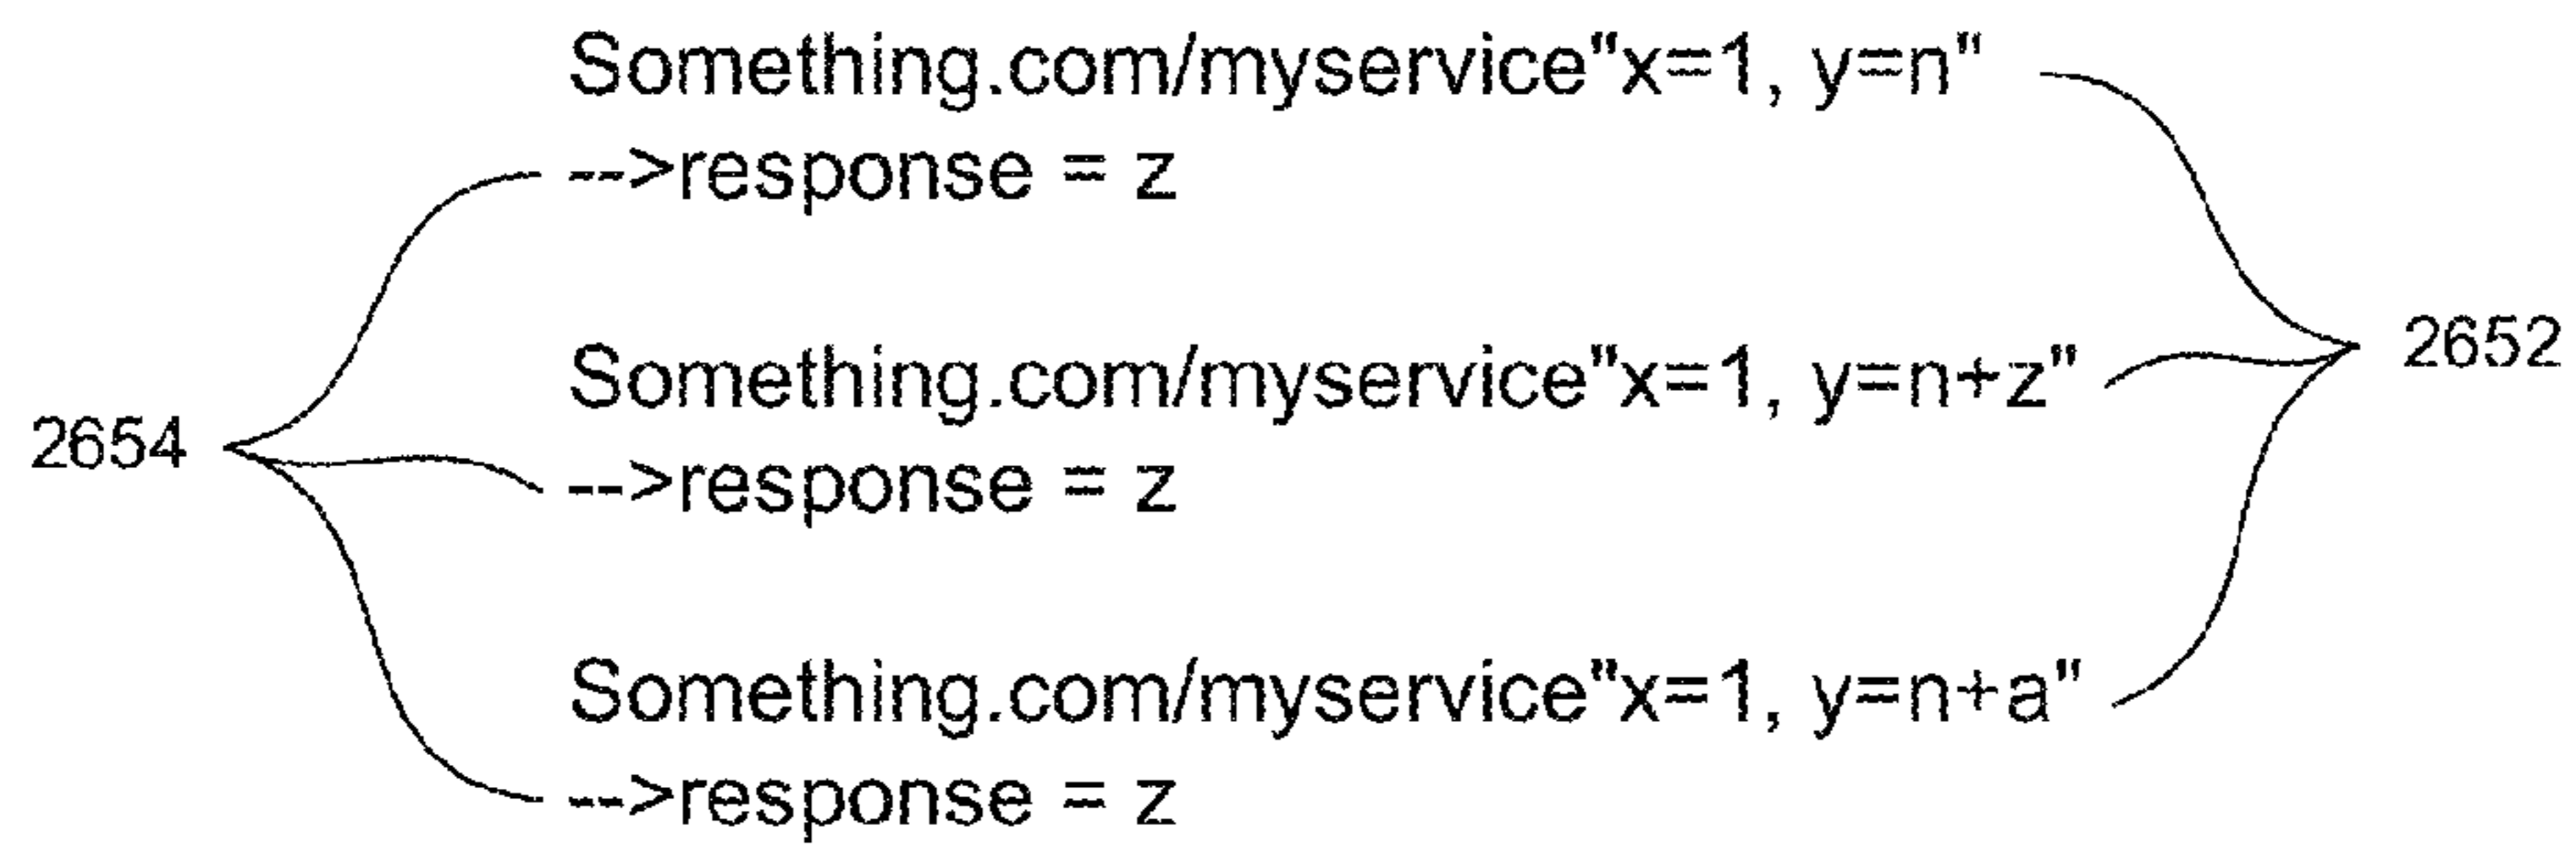 Something.com/myservice"x=1, y=n"
-->response = z
Something.com/myservice"x=1, y=n+z"
2652
2654
-->response = z
Something.com/myservice"x=1, y=n+a"
-->response = z